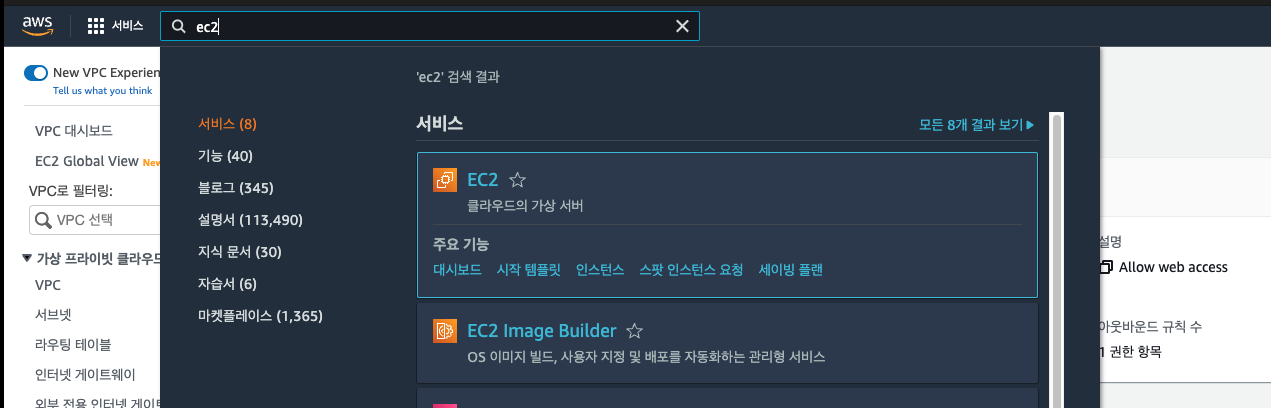 aws
서비스
ec2
New VPC Experien
Tell us what you think
VPC 대시보드
EC2 Global View New
VPC로 필터링:
VPC 선택
가상 프라이빗 클라우드
VPC
서브넷
라우팅 테이블
인터넷 게이트웨이
외부 전용 인터넷 게이트
'ec2' 검색 결과
서비스 (8)
기능 (40)
블로그 (345)
설명서 (113,490)
지식 문서 (30)
자습서 (6)
마켓플레이스 (1,365)
서비스
모든 8개 결과 보기
EC2
클라우드의 가상 서버
주요 기능
대시보드 시작 템플릿 인스턴스 스팟 인스턴스 요청 세이빙 플랜
EC2 Image Builder
OS 이미지 빌드, 사용자 지정 및 배포를 자동화하는 관리형 서비스
설명
Allow web access
아웃바운드 규칙 수
1 권한 항목